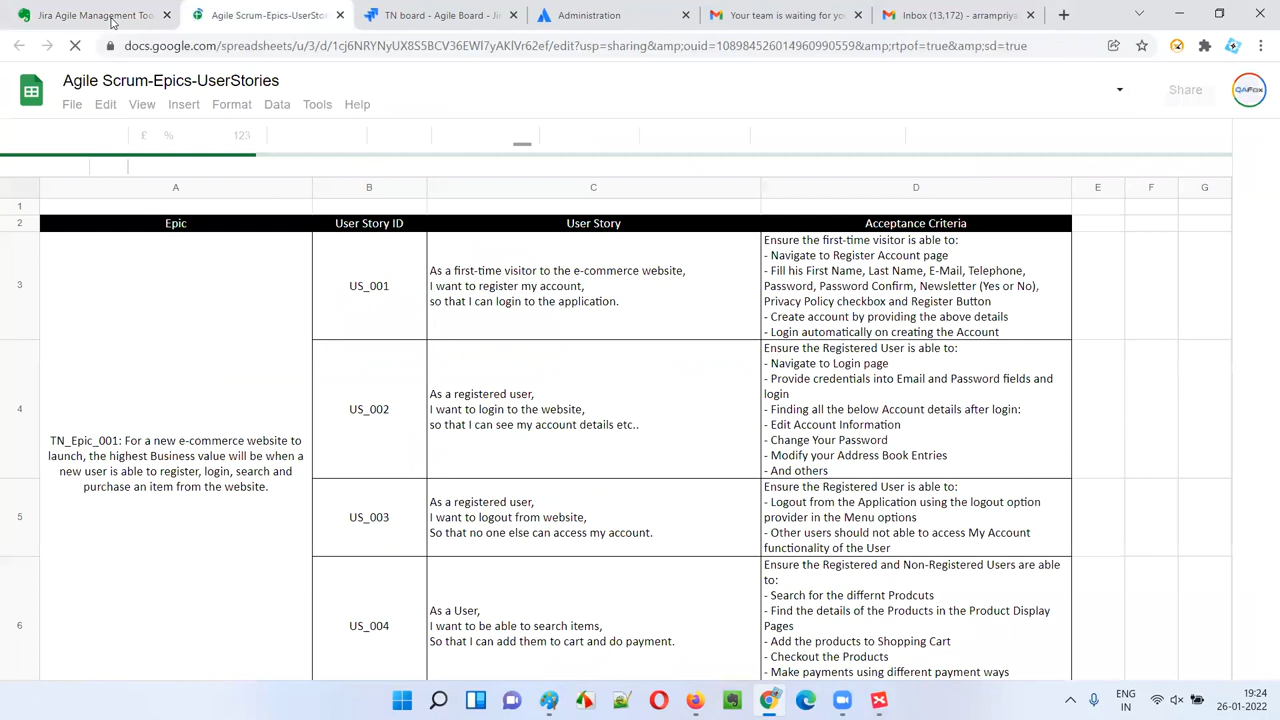 Jira Agile Management Too
Agile Scrum-Epics-UserStor
TN board - Agile Board - Jir
Administration
Your team is waiting for yo
Inbox (13,172) - arrampriya
docs.google.com/spreadsheets/u/3/d/1cj6NRYNyUX8S5BCV36EWI7yAKlVr62ef/edit?usp=sharing&amp;ouid=108984526014960990559&amp;rtpof=true&amp;sd=true
Agile Scrum-Epics-UserStories
File Edit View Insert Format Data Tools Help
Share
QAFox
£ % 123
A B C D E F G
1
2 Epic User Story ID User Story Acceptance Criteria
3
US_001
As a first-time visitor to the e-commerce website,
I want to register my account,
so that I can login to the application.
Ensure the first-time visitor is able to:
- Navigate to Register Account page
- Fill his First Name, Last Name, E-Mail, Telephone,
Password, Password Confirm, Newsletter (Yes or No),
Privacy Policy checkbox and Register Button
- Create account by providing the above details
- Login automatically on creating the Account
4
US_002
As a registered user,
I want to login to the website,
so that I can see my account details etc..
Ensure the Registered User is able to:
- Navigate to Login page
- Provide credentials into Email and Password fields and
login
- Finding all the below Account details after login:
- Edit Account Information
- Change Your Password
- Modify your Address Book Entries
- And others
TN_Epic_001: For a new e-commerce website to
launch, the highest Business value will be when a
new user is able to register, login, search and
purchase an item from the website.
5
US_003
As a registered user,
I want to logout from website,
So that no one else can access my account.
Ensure the Registered User is able to:
- Logout from the Application using the logout option
provider in the Menu options
- Other users should not able to access My Account
functionality of the User
6
US_004
As a User,
I want to be able to search items,
So that I can add them to cart and do payment.
Ensure the Registered and Non-Registered Users are able
to:
- Search for the differnt Prodcuts
- Find the details of the Products in the Product Display
Pages
- Add the products to Shopping Cart
- Checkout the Products
- Make payments using different payment ways
ENG
IN
19:24
26-01-2022